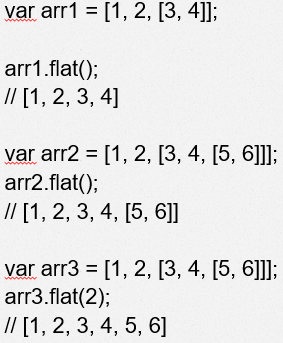 var arr1 = [1, 2, [3, 4]];
arr1.flat();
// [1, 2, 3, 4]
var arr2 = [1, 2, [3, 4, [5, 6]]];
arr2.flat();
// [1, 2, 3, 4, [5, 6]]
var arr3 = [1, 2, [3, 4, [5, 6]]];
arr3.flat(2);
// [1, 2, 3, 4, 5, 6]